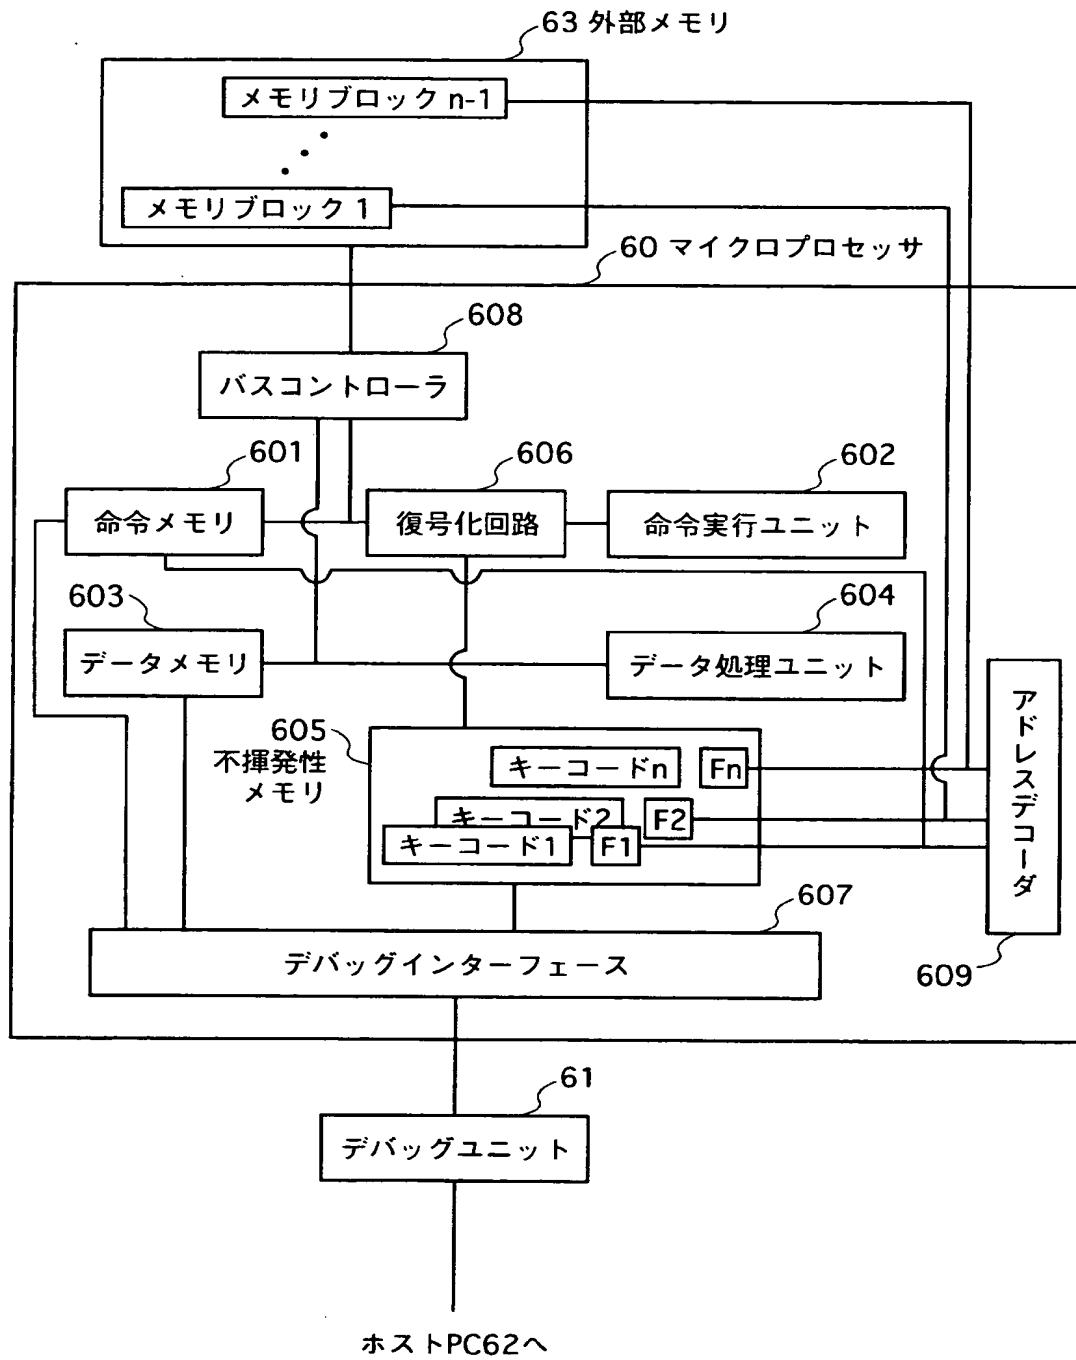 63 外部メモリ
メモリブロック n-1
メモリブロック 1
60 マイクロプロセッサ
608
バスコントローラ
601
606
602
命令メモリ
復号化回路
命令実行ユニット
603
604
データメモリ
データ処理ユニット
605
不揮発性
メモリ
キーコードn
Fn
キーコード2
F2
キーコード1
F1
アドレスデコーダ
607
デバッグインターフェース
609
61
デバッグユニット
ホストPC62へ